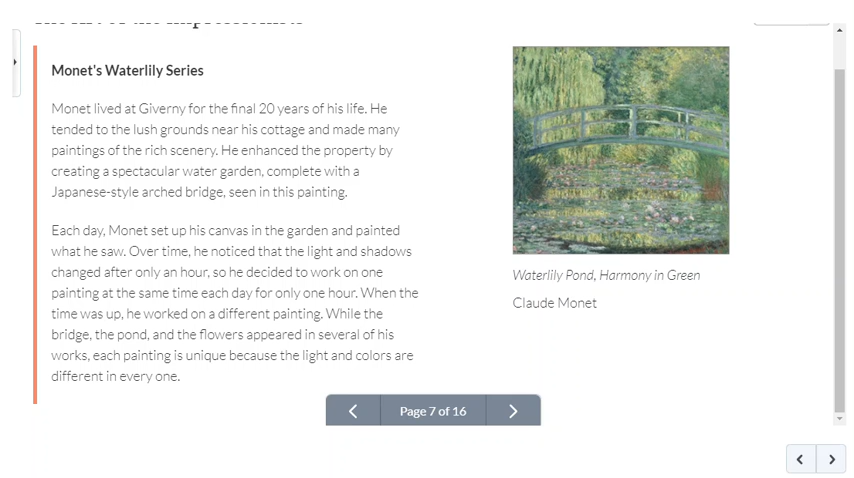 The Art of the Impressionists
Monet's Waterlily Series
Monet lived at Giverny for the final 20 years of his life. He
tended to the lush grounds near his cottage and made many
paintings of the rich scenery. He enhanced the property by
creating a spectacular water garden, complete with a
Japanese-style arched bridge, seen in this painting.
Each day, Monet set up his canvas in the garden and painted
what he saw. Over time, he noticed that the light and shadows
changed after only an hour, so he decided to work on one
painting at the same time each day for only one hour. When the
time was up, he worked on a different painting. While the
bridge, the pond, and the flowers appeared in several of his
works, each painting is unique because the light and colors are
different in every one.
Waterlily Pond, Harmony in Green
Claude Monet
Page 7 of 16